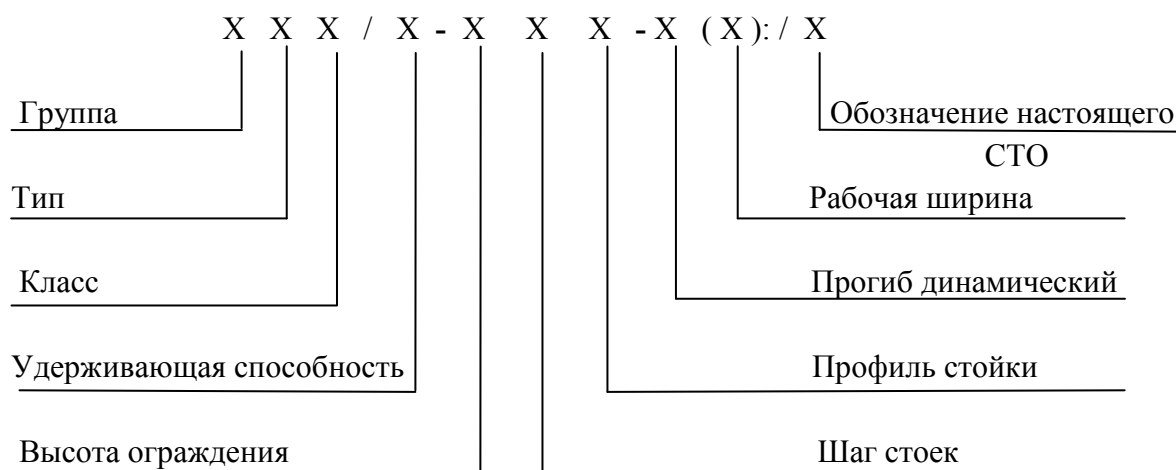 X X X / X - X X X - X ( X ): / X
Группа Обозначение настоящего
СТО
Тип Рабочая ширина
Класс Прогиб динамический
Удерживающая способность Профиль стойки
Высота ограждения Шаг стоек